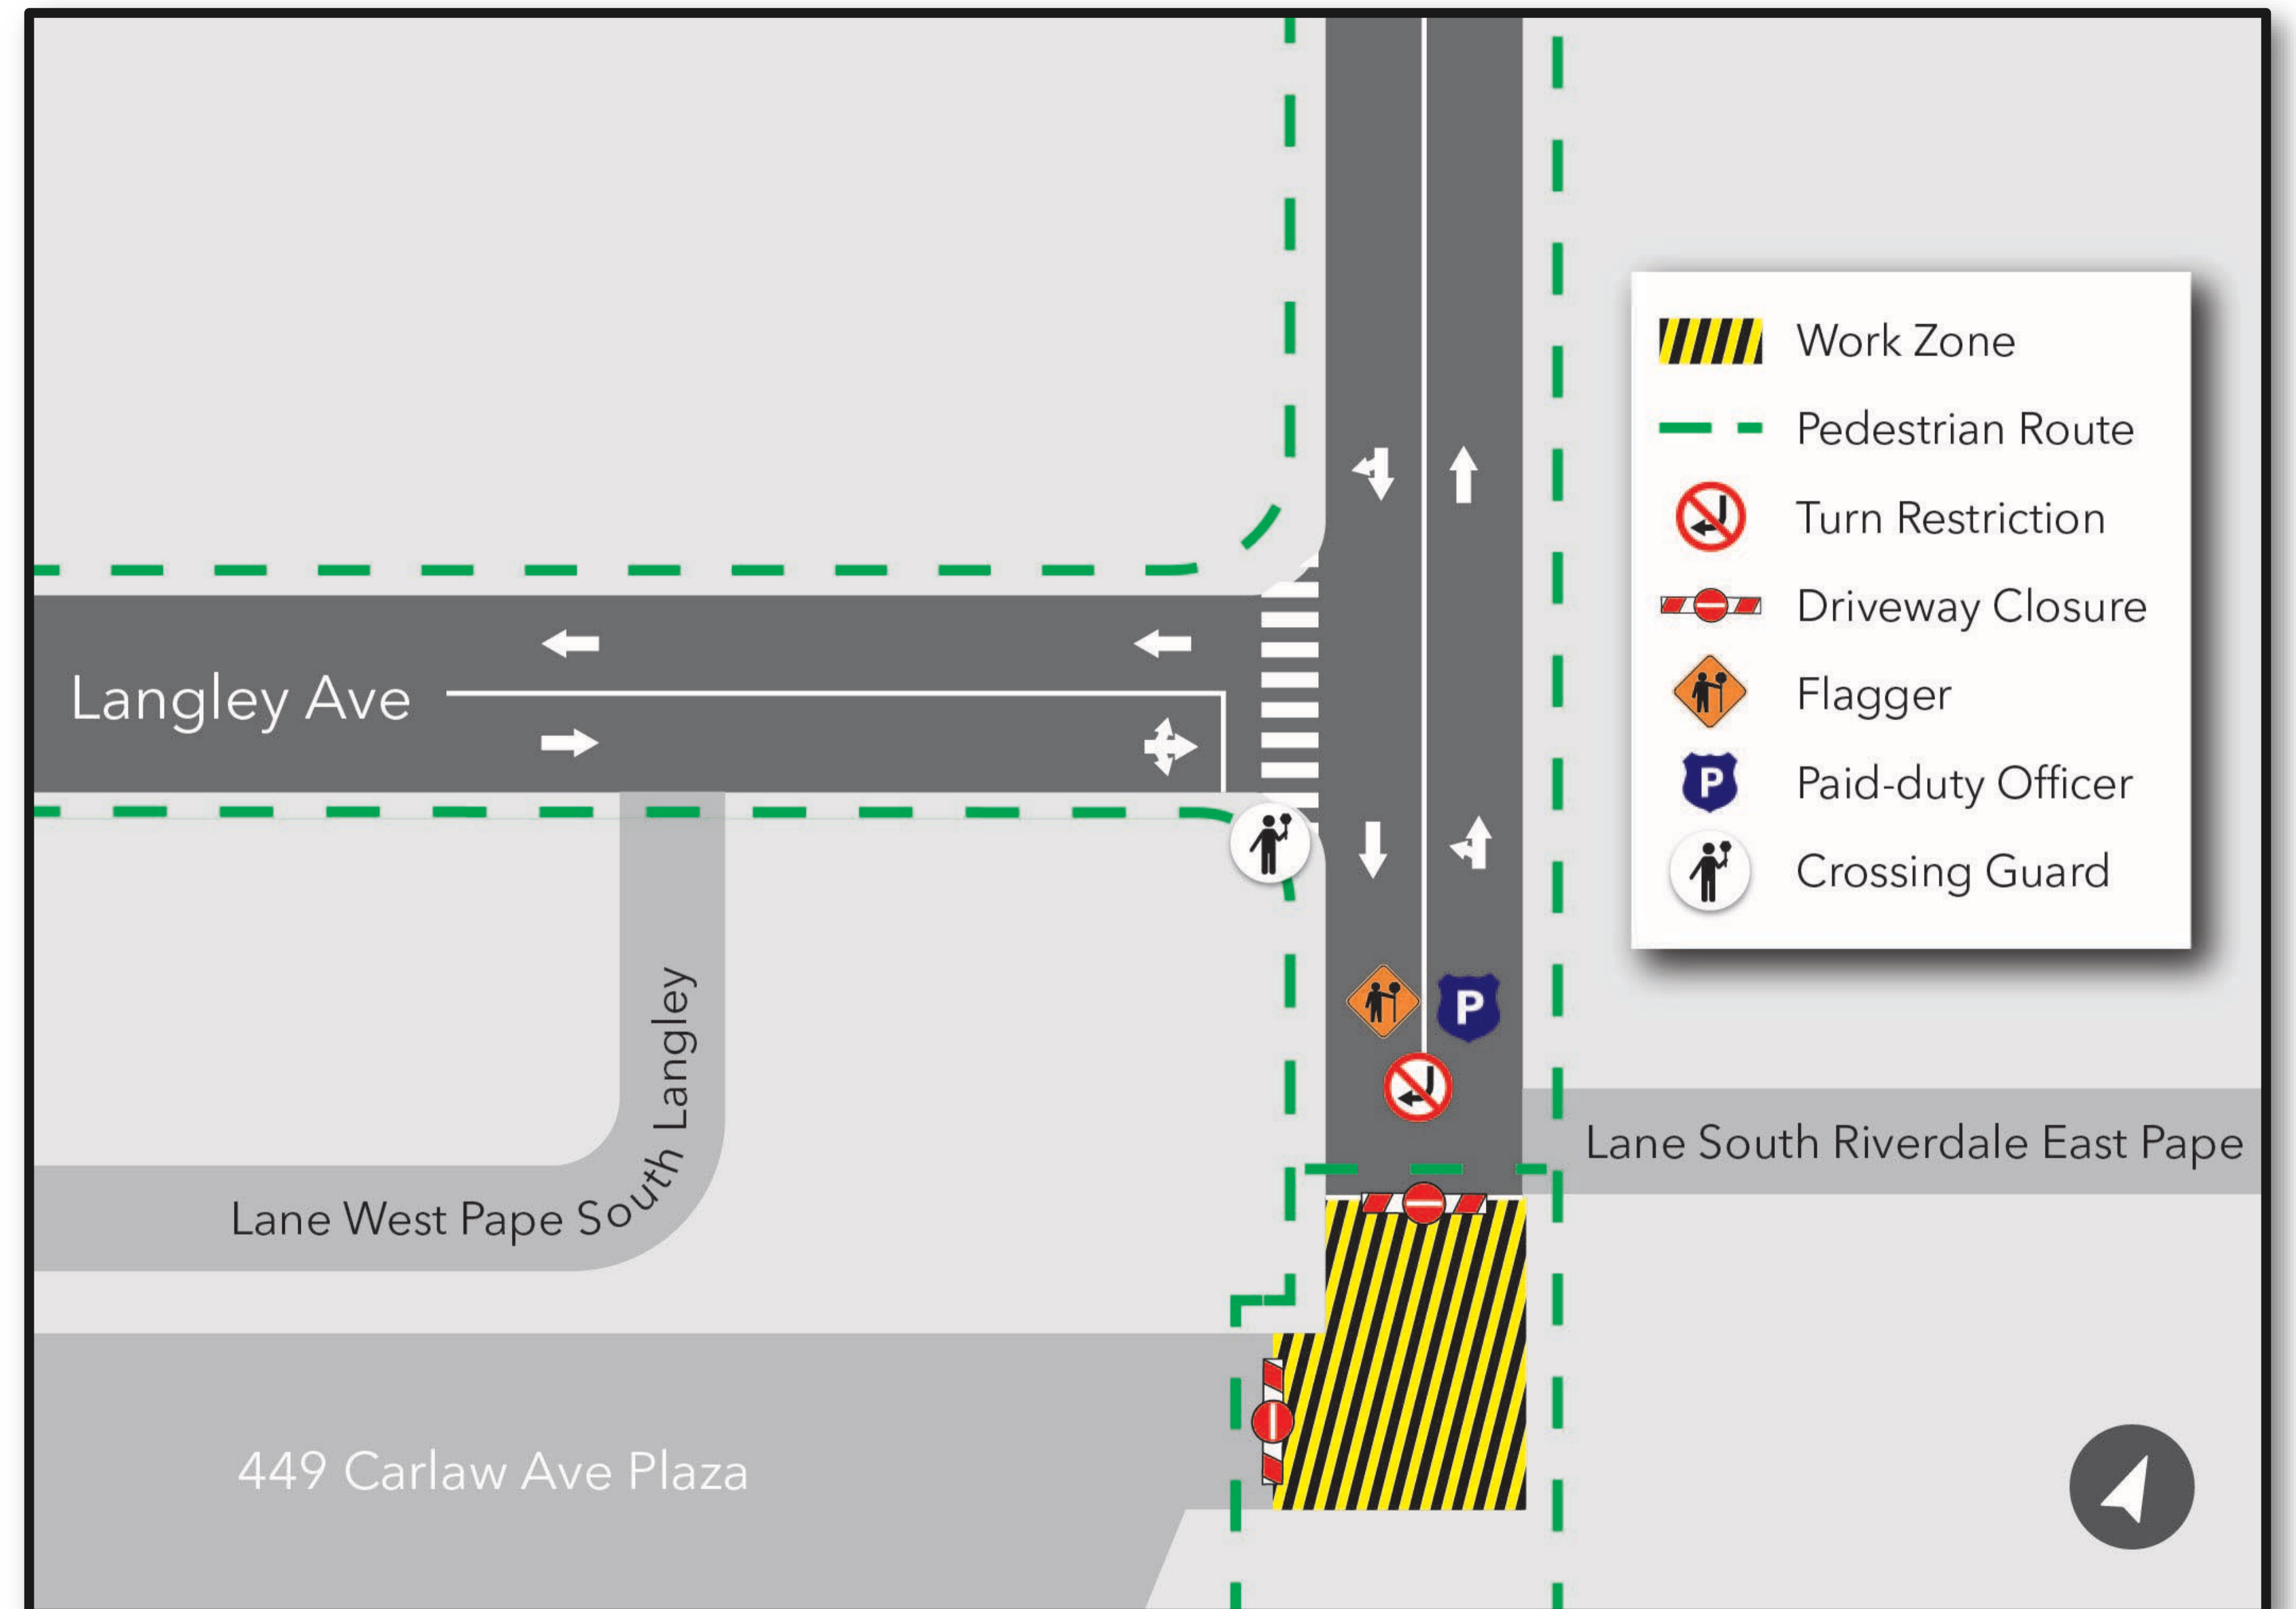 Work Zone
Pedestrian Route
Turn Restriction
Driveway Closure
Langley Ave
Flagger
P Paid-duty Officer
Crossing Guard
P
Lane South Riverdale East Pape
Lane West Pape South Langley
449 Carlaw Ave Plaza